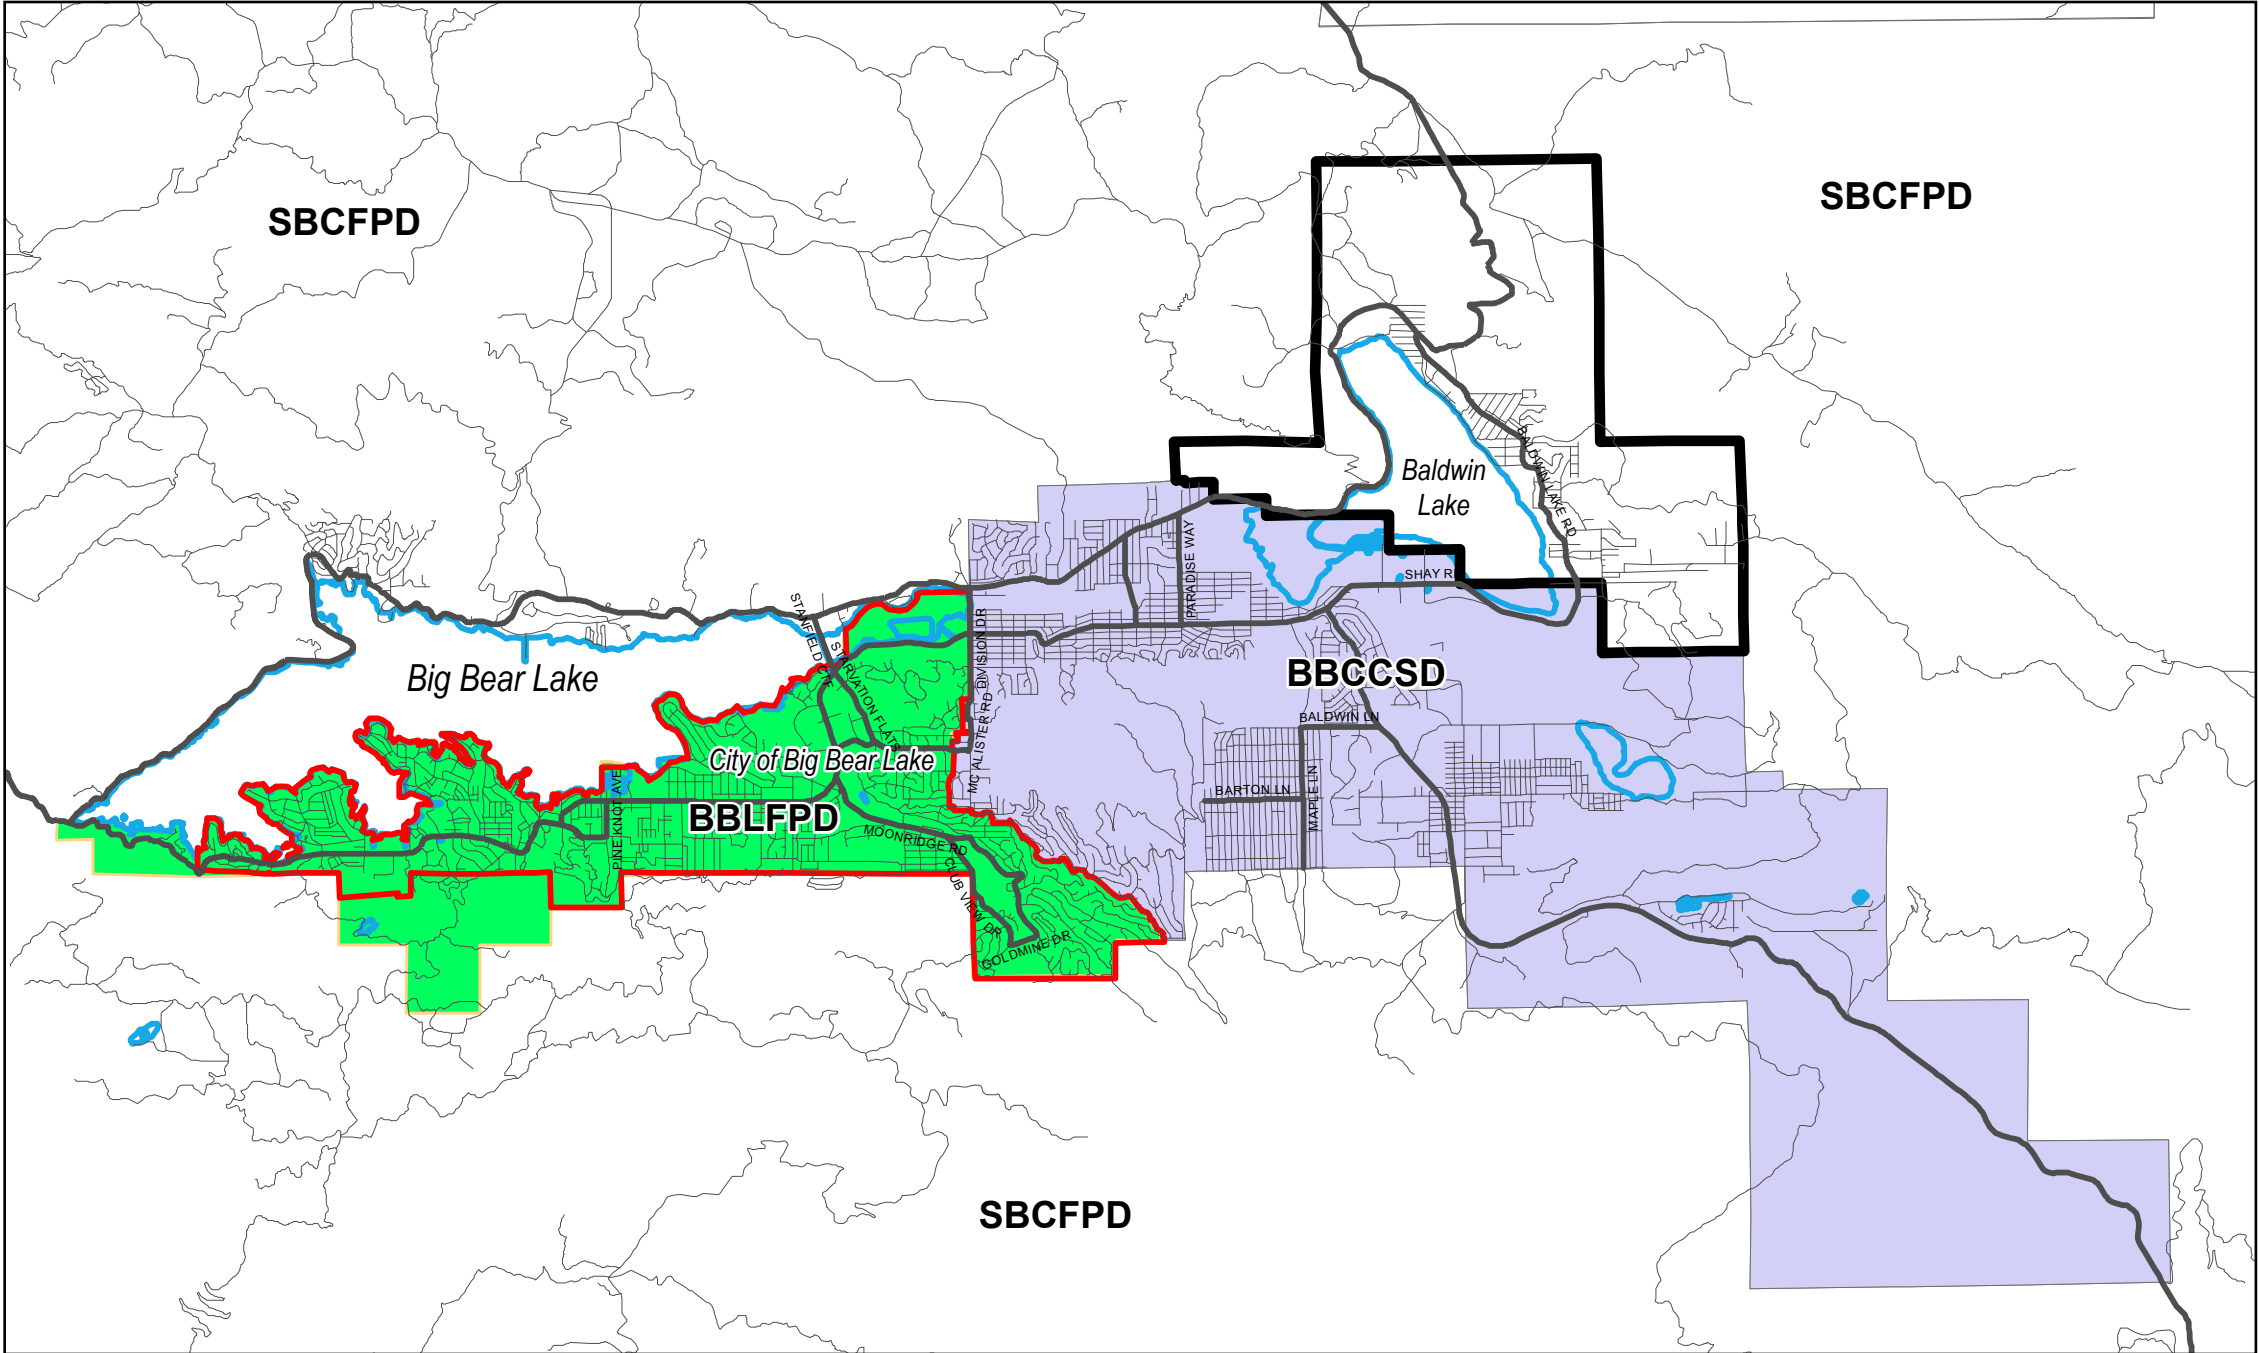 SBCFPD
SBCFPD
Baldwin
Lake
BALDWIN LAKE RD
PARADISE WAY
SHAY R
STANFIELD CTF
STARVATION FLATS
DIVISION DR
MC ALISTER RD
Big Bear Lake
BBCCSD
BALDWIN LN
City of Big Bear Lake
PINE KNOT AVE
BARTON LN
MAPLE LN
BBLFPD
MOONRIDGE RD
CLUB VIEW DR
GOLDMINE DR
SBCFPD